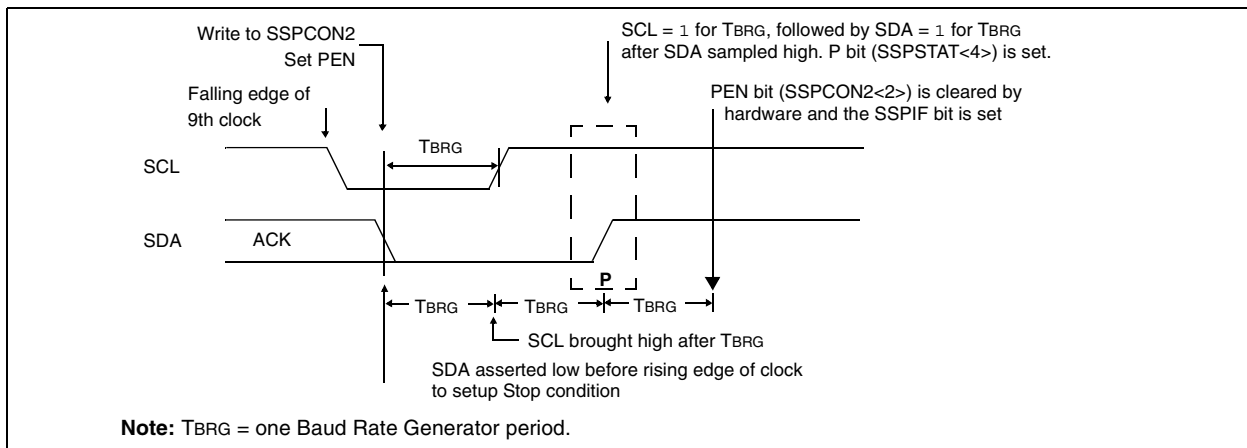 Write to SSPCON2
Set PEN
SCL = 1 for TBRG, followed by SDA = 1 for TBRG
after SDA sampled high. P bit (SSPSTAT<4>) is set.
Falling edge of
9th clock
PEN bit (SSPCON2<2>) is cleared by
hardware and the SSPIF bit is set
TBRG
SCL
SDA
ACK
P
TBRG
TBRG
TBRG
SCL brought high after TBRG
SDA asserted low before rising edge of clock
to setup Stop condition
Note: TBRG = one Baud Rate Generator period.